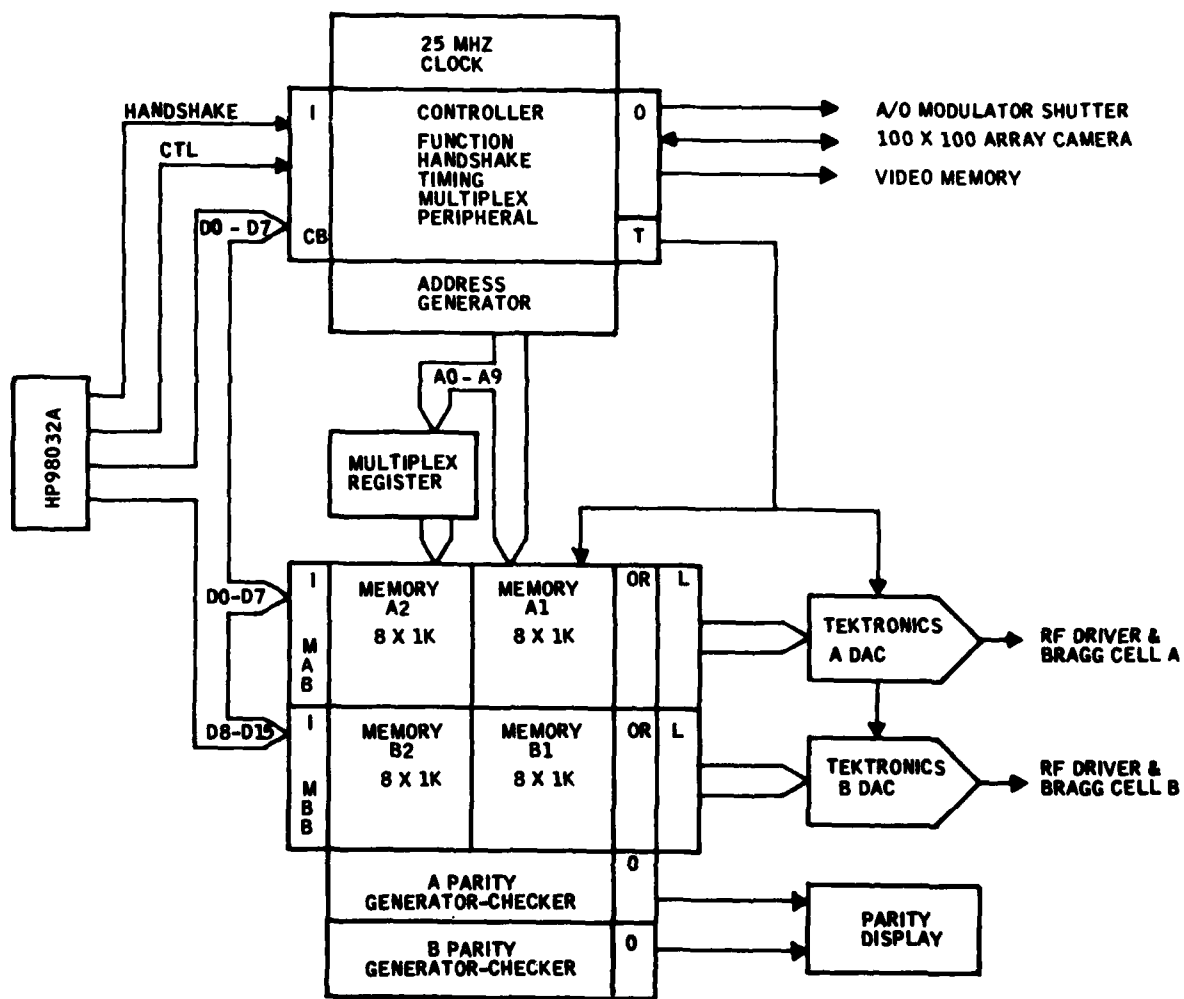 25 MHZ
CLOCK
HANDSHAKE
I
CONTROLLER
O
A/O MODULATOR SHUTTER
FUNCTION
HANDSHAKE
TIMING
MULTIPLEX
PERIPHERAL
100 X 100 ARRAY CAMERA
CTL
VIDEO MEMORY
D0 - D7
CB
T
ADDRESS
GENERATOR
A0 - A9
HP98032A
MULTIPLEX
REGISTER
D0-D7
I
MAB
MEMORY
A2
8 X 1K
MEMORY
A1
8 X 1K
OR
L
TEKTRONICS
A DAC
RF DRIVER &
BRAGG CELL A
D8-D15
I
MBB
MEMORY
B2
8 X 1K
MEMORY
B1
8 X 1K
OR
L
TEKTRONICS
B DAC
RF DRIVER &
BRAGG CELL B
A PARITY
GENERATOR-CHECKER
O
B PARITY
GENERATOR-CHECKER
O
PARITY
DISPLAY